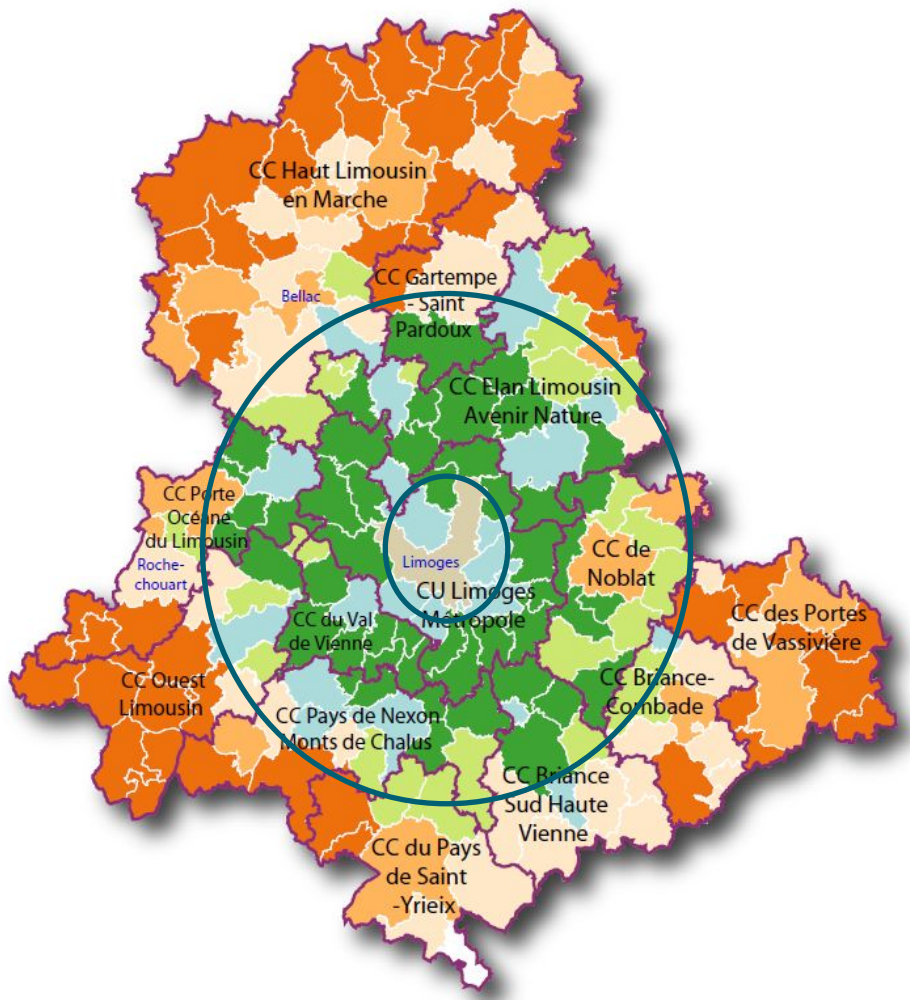 CC Haut Limousin
en Marche
CC Gartempe
- Saint
Pardoux
Bellac
CC Elan Limousin
Avenir Nature
CC Porte
Océane
du Limousin
Roche-
chouart
Limoges
CU Limoges
Métropole
CC de
Noblat
CC des Portes
de Vassivière
CC du Val
de Vienne
CC Ouest
Limousin
CC Briance-
Combade
CC Pays de Nexon
Monts de Chalus
CC Briance
Sud Haute
Vienne
CC du Pays
de Saint
-Yrieix